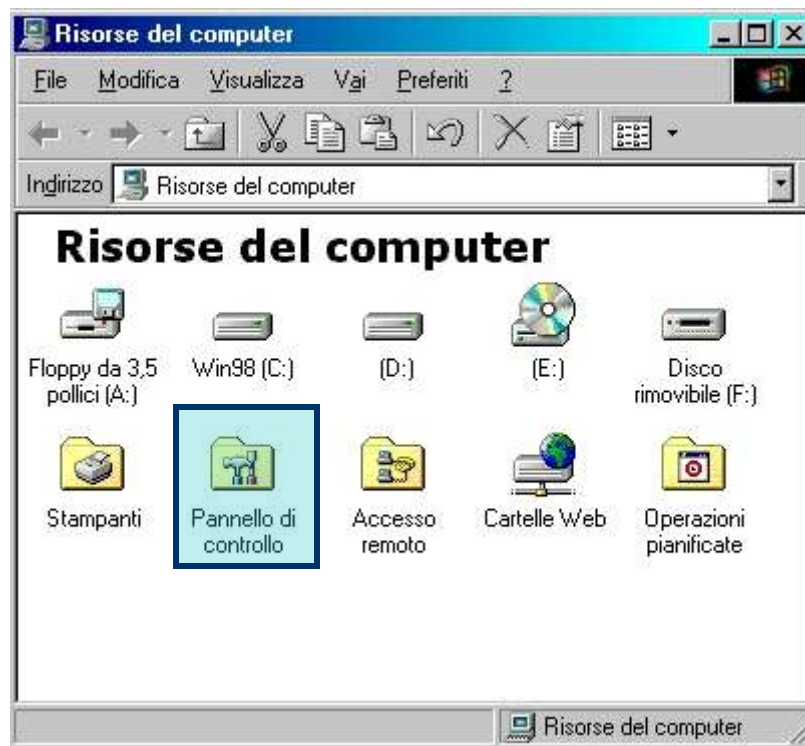 Risorse del computer
File Modifica Visualizza Vai Preferiti ?
Indirizzo Risorse del computer
Risorse del computer
Floppy da 3,5
pollici (A:)
Win98 (C:)
(D:)
(E:)
Disco
rimovibile (F:)
Stampanti
Pannello di
controllo
Accesso
remoto
Cartelle Web
Operazioni
pianificate
Risorse del computer